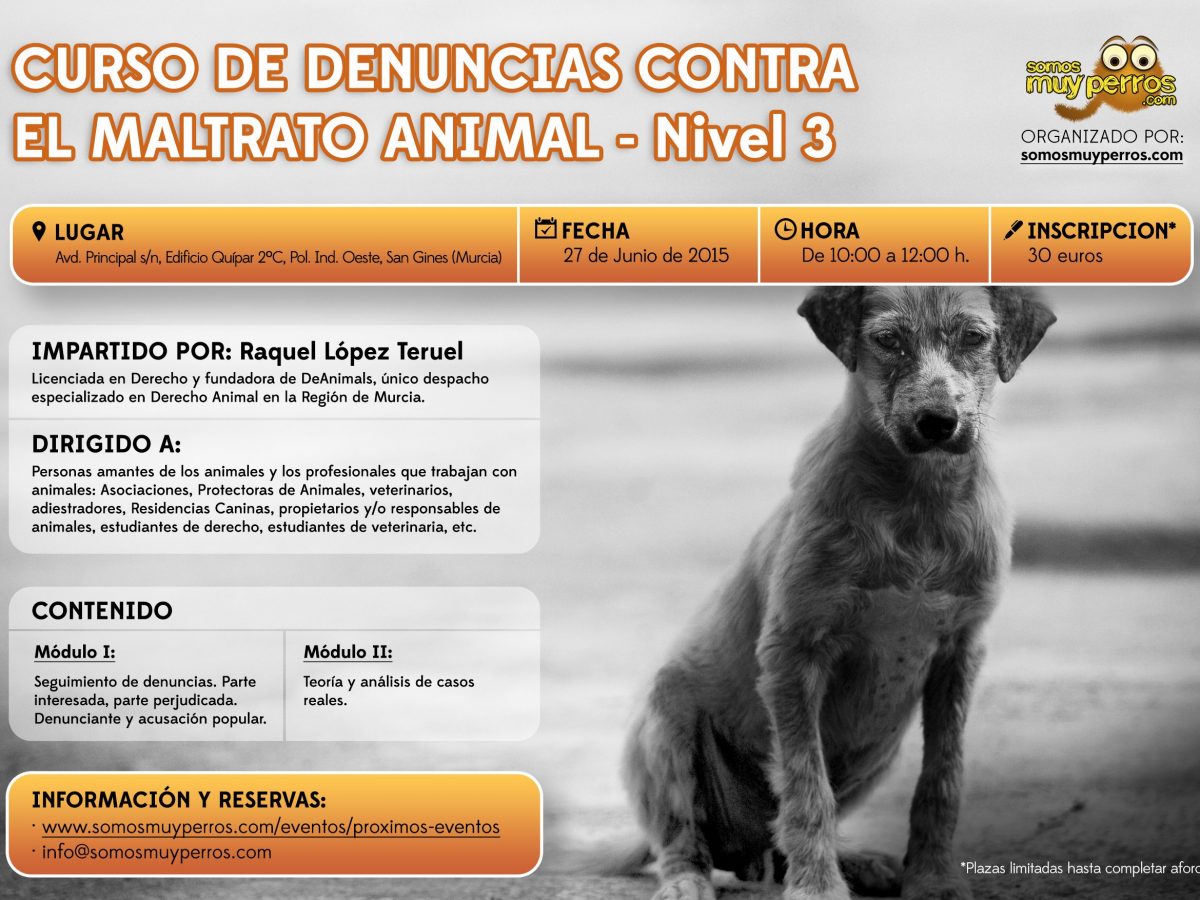 CURSO DE DENUNCIAS CONTRA
EL MALTRATO ANIMAL - Nivel 3
somos
muyperros
.com
ORGANIZADO POR:
somosmuyperros.com
LUGAR
Avd. Principal s/n, Edificio Quípar 2ºC, Pol. Ind. Oeste, San Gines (Murcia)
FECHA
27 de Junio de 2015
HORA
De 10:00 a 12:00 h.
INSCRIPCION*
30 euros
IMPARTIDO POR: Raquel López Teruel
Licenciada en Derecho y fundadora de DeAnimals, único despacho
especializado en Derecho Animal en la Región de Murcia.
DIRIGIDO A:
Personas amantes de los animales y los profesionales que trabajan con
animales: Asociaciones, Protectoras de Animales, veterinarios,
adiestradores, Residencias Caninas, propietarios y/o responsables de
animales, estudiantes de derecho, estudiantes de veterinaria, etc.
CONTENIDO
Módulo I:
Seguimiento de denuncias. Parte
interesada, parte perjudicada.
Denunciante y acusación popular.
Módulo II:
Teoría y análisis de casos
reales.
INFORMACIÓN Y RESERVAS:
· www.somosmuyperros.com/eventos/proximos-eventos
· info@somosmuyperros.com
*Plazas limitadas hasta completar aforo